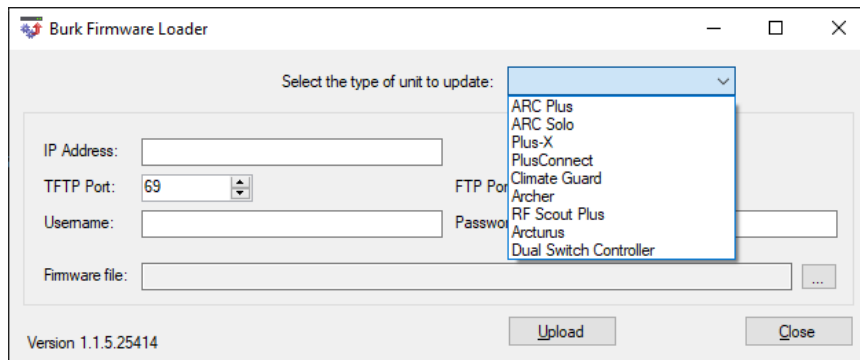 Burk Firmware Loader
Select the type of unit to update:
ARC Plus
ARC Solo
Plus-X
PlusConnect
Climate Guard
Archer
RF Scout Plus
Arcturus
Dual Switch Controller
IP Address:
TFTP Port: 69 FTP Por
Username: Passwor
Firmware file: ...
Version 1.1.5.25414 Upload Close